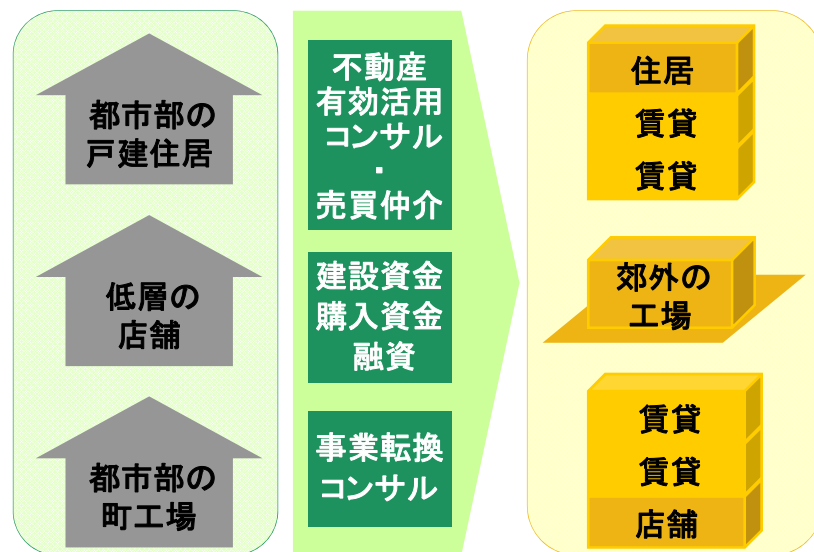 都市部の
戸建住居
低層の
店舗
都市部の
町工場
不動産
有効活用
コンサル
・
売買仲介
建設資金
購入資金
融資
事業転換
コンサル
住居
賃貸
賃貸
郊外の
工場
賃貸
賃貸
店舗